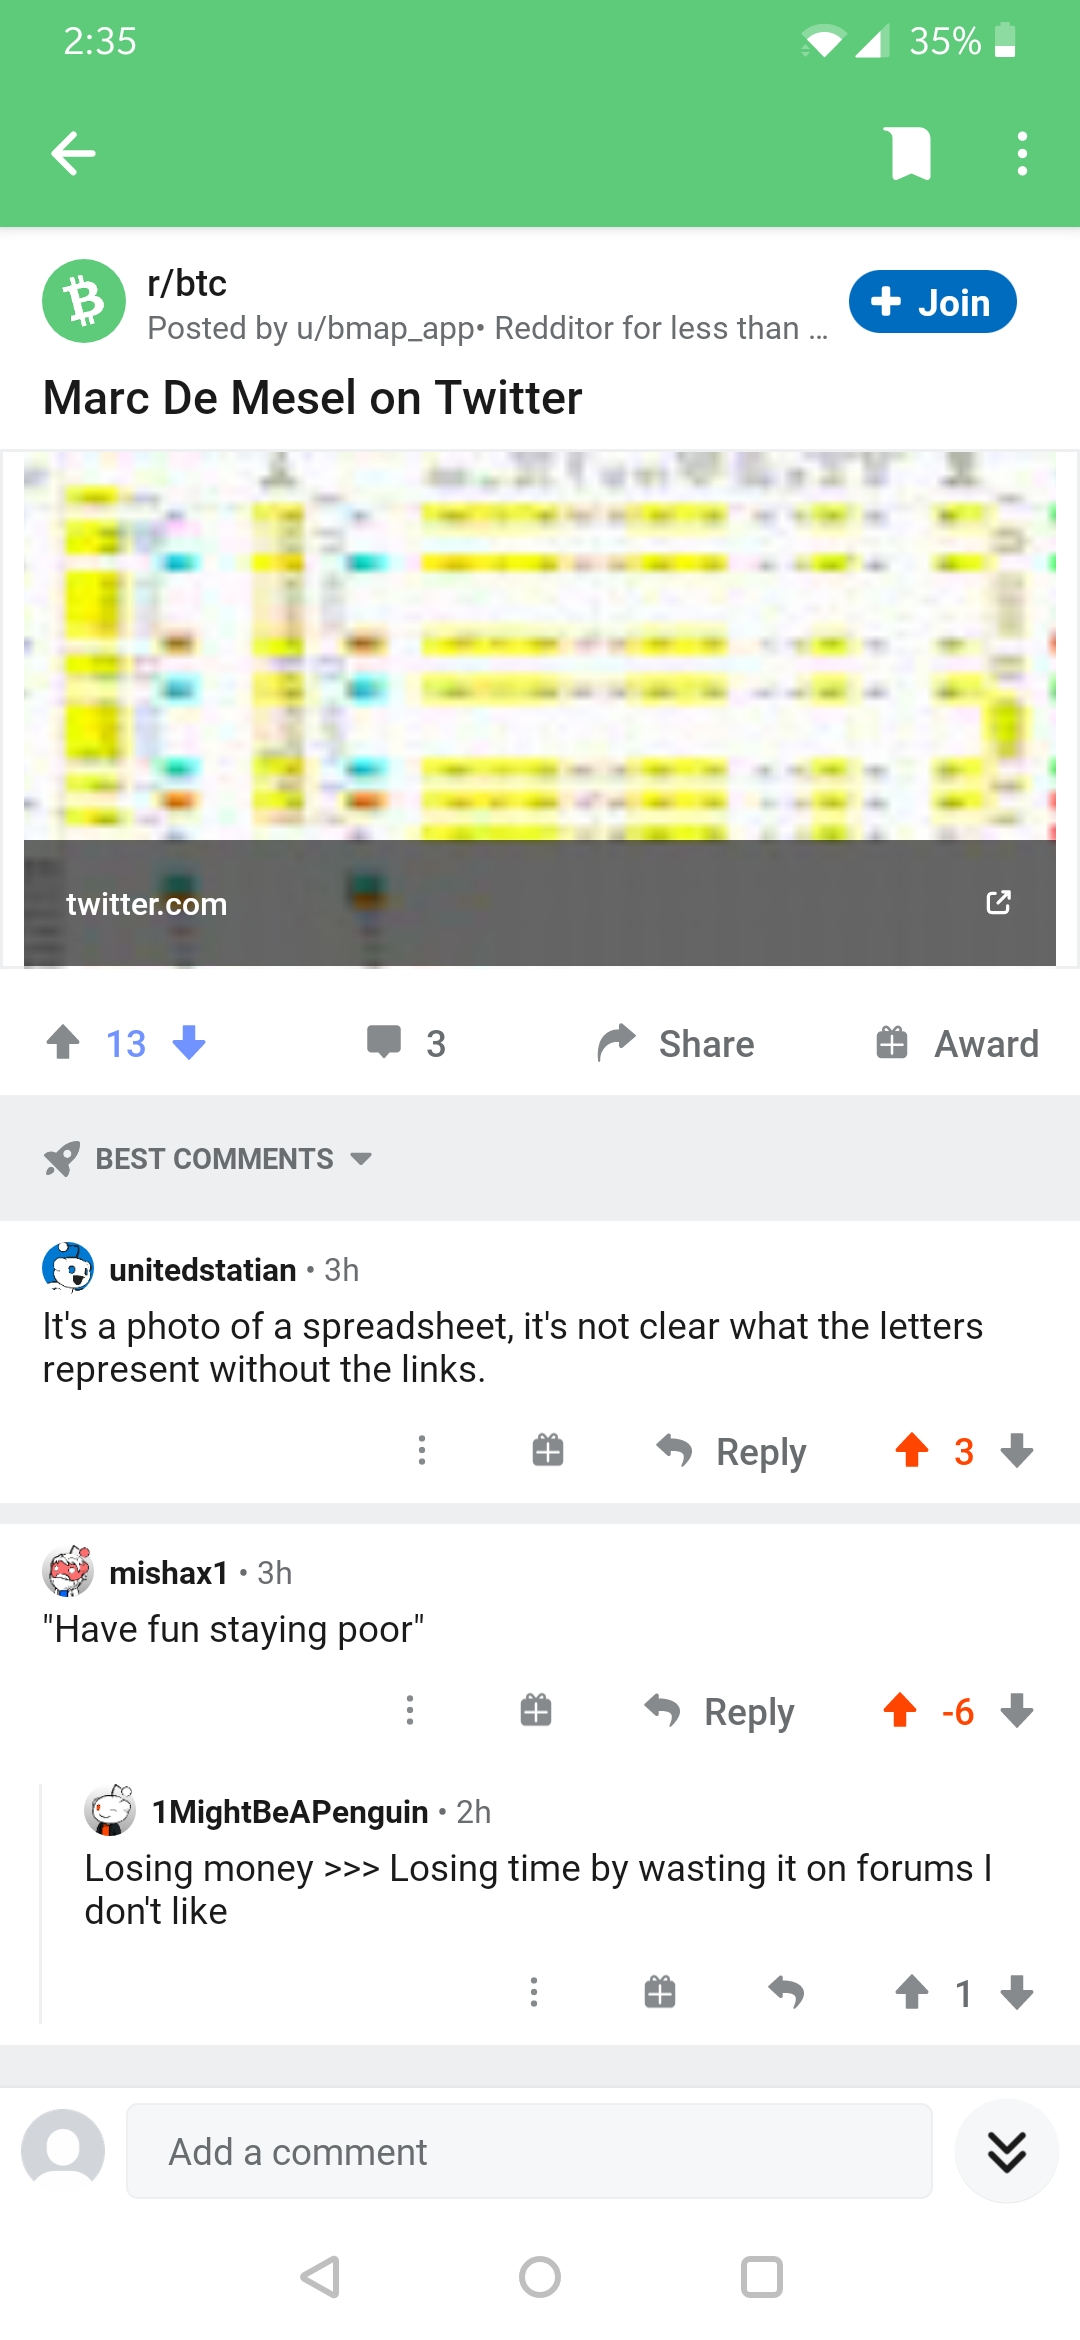 2:35
35%
r/btc
Posted by u/bmap_app• Redditor for less than ...
Join
Marc De Mesel on Twitter
twitter.com
13
3
Share
Award
BEST COMMENTS
unitedstatian • 3h
It's a photo of a spreadsheet, it's not clear what the letters
represent without the links.
Reply
3
mishax1 • 3h
"Have fun staying poor"
Reply
-6
1MightBeAPenguin • 2h
Losing money >>> Losing time by wasting it on forums I
don't like
1
Add a comment